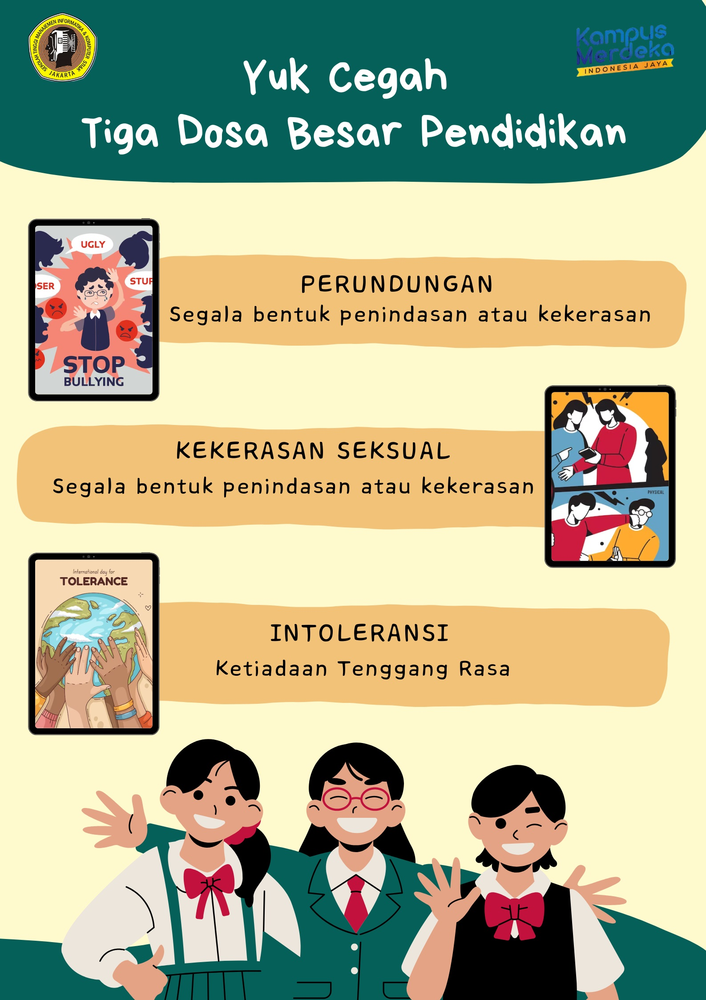 SEKOLAH TINGGI MANAJEMEN INFORMATIKA & KOMPUTER STI&K
JAKARTA
Kampus
Merdeka
INDONESIA JAYA
Yuk Cegah
Tiga Dosa Besar Pendidikan
UGLY
OSER
STUP
STOP
BULLYING
PERUNDUNGAN
Segala bentuk penindasan atau kekerasan
KEKERASAN SEKSUAL
Segala bentuk penindasan atau kekerasan
PHYSICAL
International day for
TOLERANCE
INTOLERANSI
Ketiadaan Tenggang Rasa